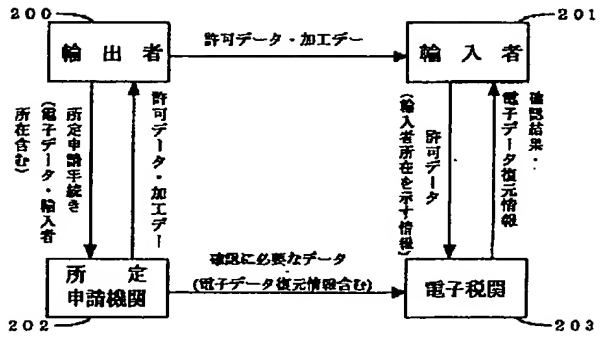 200
輸出者
許可データ・加工デー
201
輸入者
所定申請手続き
(電子データ・輸入者
所在含む)
許可データ・加工デー
許可データ
(輸入者所在を示す情報)
確認結果・
電子データ復元情報
所定
申請機関
202
確認に必要なデータ
(電子データ復元情報含む)
電子税関
203